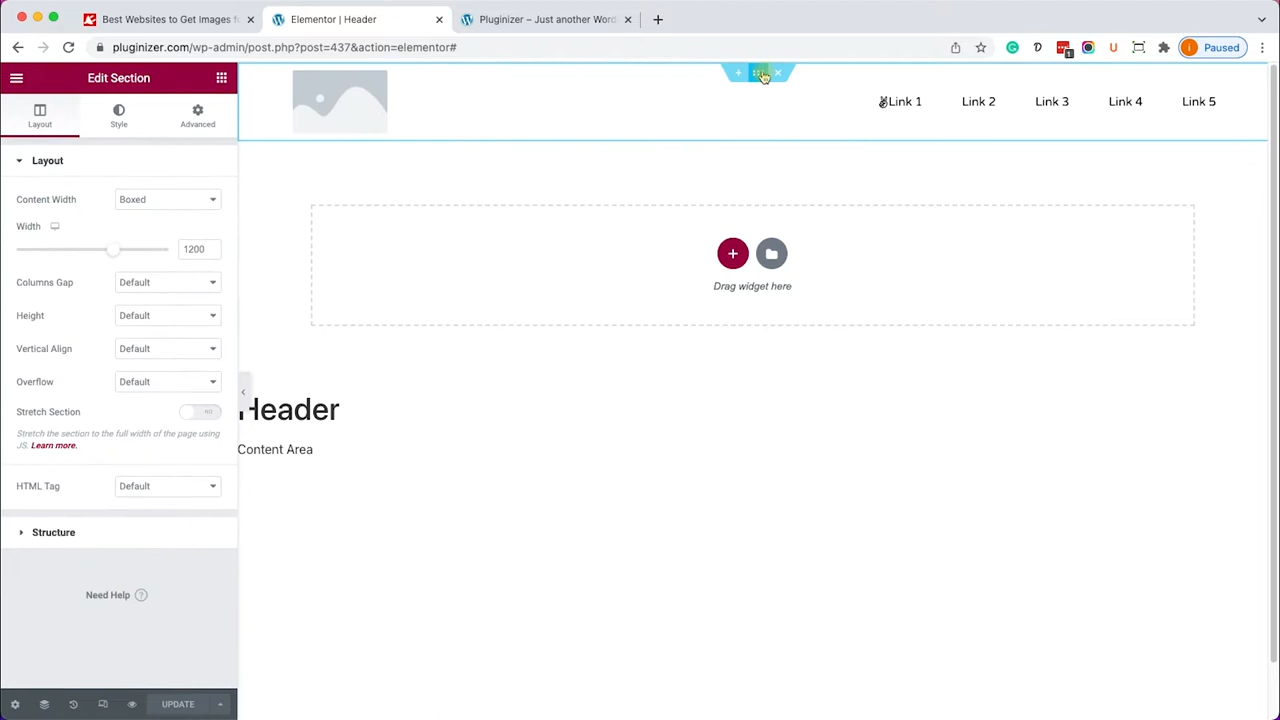 Best Websites to Get Images for
Elementor | Header
Pluginizer – Just another Word
pluginizer.com/wp-admin/post.php?post=437&action=elementor#
1
i
Paused
Edit Section
Layout
Style
Advanced
Link 1
Link 2
Link 3
Link 4
Link 5
Layout
Content Width
Boxed
Width
1200
Columns Gap
Default
Height
Default
Vertical Align
Default
Overflow
Default
Stretch Section
NO
Stretch the section to the full width of the page using
JS. Learn more.
HTML Tag
Default
Structure
Need Help
UPDATE
Drag widget here
Header
Content Area